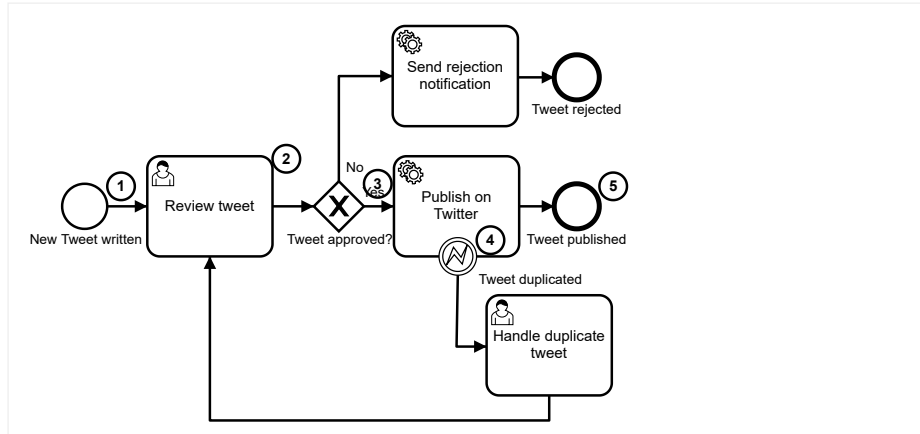 Send rejection
notification
Tweet rejected
1
2
No
3
Yes
5
New Tweet written
Review tweet
Tweet approved?
Publish on
Twitter
4
Tweet published
Tweet duplicated
Handle duplicate
tweet